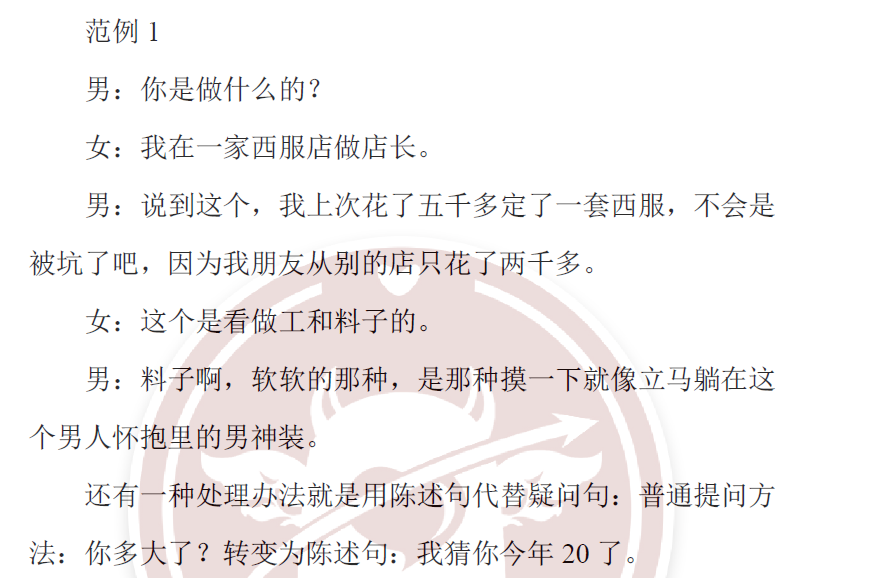 范例 1
男：你是做什么的？
女：我在一家西服店做店长。
男：说到这个，我上次花了五千多定了一套西服，不会是
被坑了吧，因为我朋友从别的店只花了两千多。
女：这个是看做工和料子的。
男：料子啊，软软的那种，是那种摸一下就像立马躺在这
个男人怀抱里的男神装。
还有一种处理办法就是用陈述句代替疑问句：普通提问方
法：你多大了？转变为陈述句：我猜你今年 20 了。